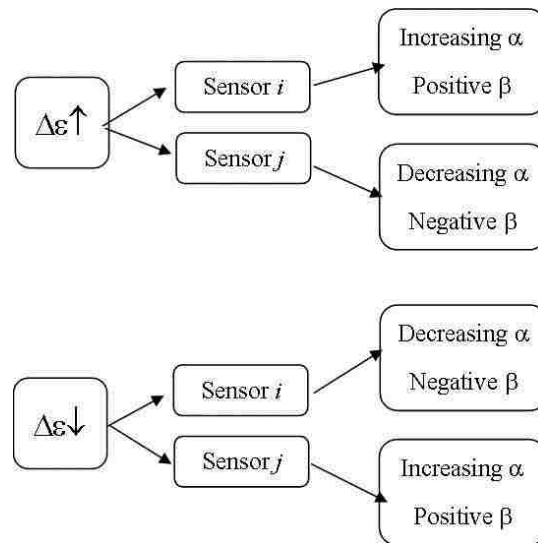 Δε↑
Sensor i
Sensor j
Increasing α
Positive β
Decreasing α
Negative β
Δε↓
Sensor i
Sensor j
Decreasing α
Negative β
Increasing α
Positive β